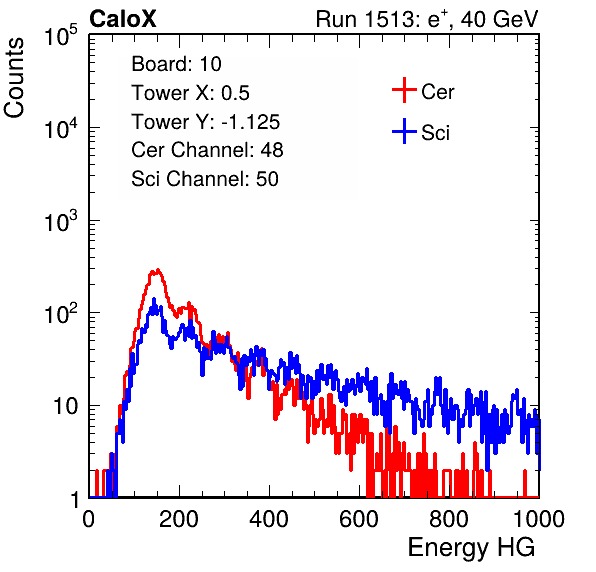 CaloX Run 1513: e⁺, 40 GeV
Counts
Board: 10
Tower X: 0.5
Tower Y: -1.125
Cer Channel: 48
Sci Channel: 50
Cer
Sci
10⁵
10⁴
10³
10²
10
1
0 200 400 600 800 1000
Energy HG